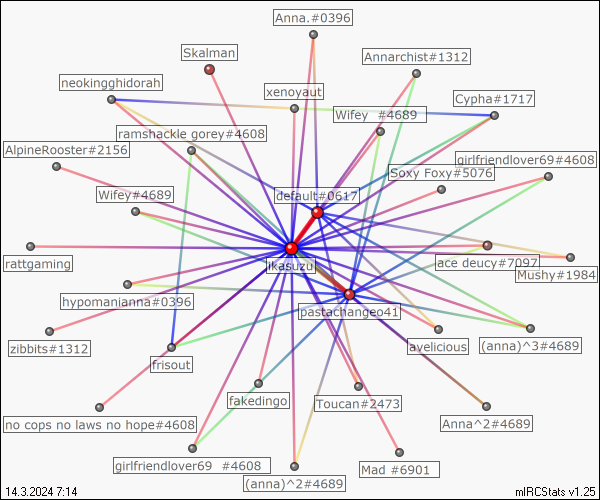 Anna.#0396
Skalman
Annarchist#1312
neokingghidorah
xenoyaut
Cypha#1717
Wifey #4689
ramshackle gorey#4608
AlpineRooster#2156
girlfriendlover69#4608
Soxy Foxy#5076
Wifey#4689
default#0617
rattgaming
ikasuzu
ace deucy#7097
Mushy#1984
hypomanianna#0396
pastachangeo41
zibbits#1312
avelicious
(anna)^3#4689
frisout
fakedingo
Toucan#2473
no cops no laws no hope#4608
Anna^2#4689
girlfriendlover69 #4608
Mad #6901
(anna)^2#4689
14.3.2024 7:14
mIRCStats v1.25